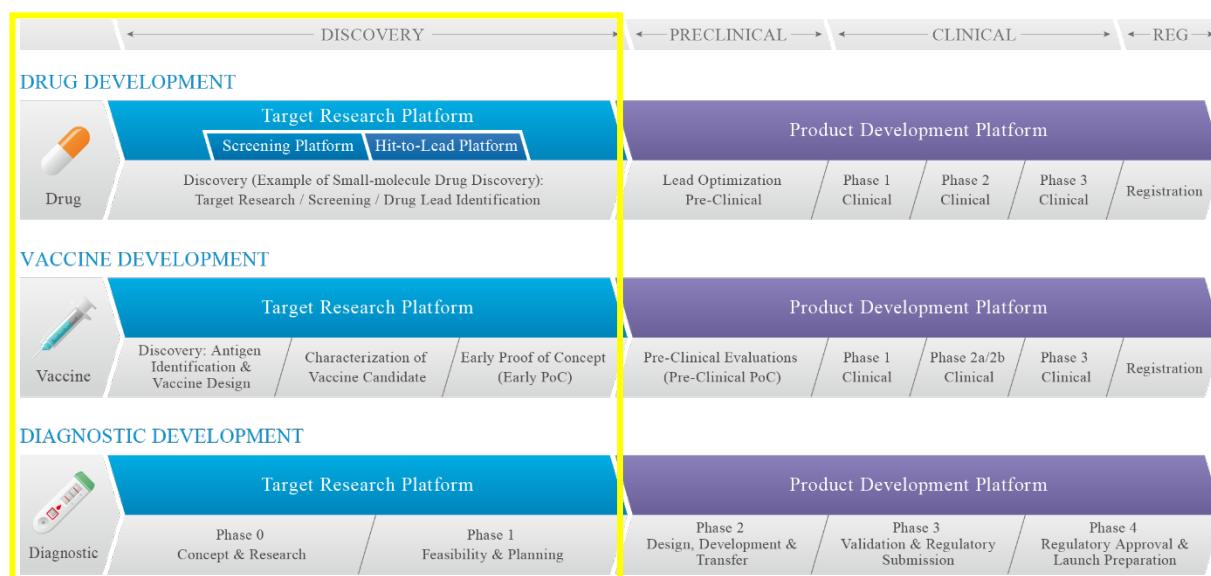 DISCOVERY PRECLINICAL CLINICAL REG
DRUG DEVELOPMENT
Drug
Target Research Platform
Screening Platform Hit-to-Lead Platform
Discovery (Example of Small-molecule Drug Discovery):
Target Research / Screening / Drug Lead Identification
Product Development Platform
Lead Optimization
Pre-Clinical
Phase 1
Clinical
Phase 2
Clinical
Phase 3
Clinical
Registration
VACCINE DEVELOPMENT
Vaccine
Target Research Platform
Discovery: Antigen
Identification &
Vaccine Design
Characterization of
Vaccine Candidate
Early Proof of Concept
(Early PoC)
Product Development Platform
Pre-Clinical Evaluations
(Pre-Clinical PoC)
Phase 1
Clinical
Phase 2a/2b
Clinical
Phase 3
Clinical
Registration
DIAGNOSTIC DEVELOPMENT
Diagnostic
Target Research Platform
Phase 0
Concept & Research
Phase 1
Feasibility & Planning
Product Development Platform
Phase 2
Design, Development &
Transfer
Phase 3
Validation & Regulatory
Submission
Phase 4
Regulatory Approval &
Launch Preparation